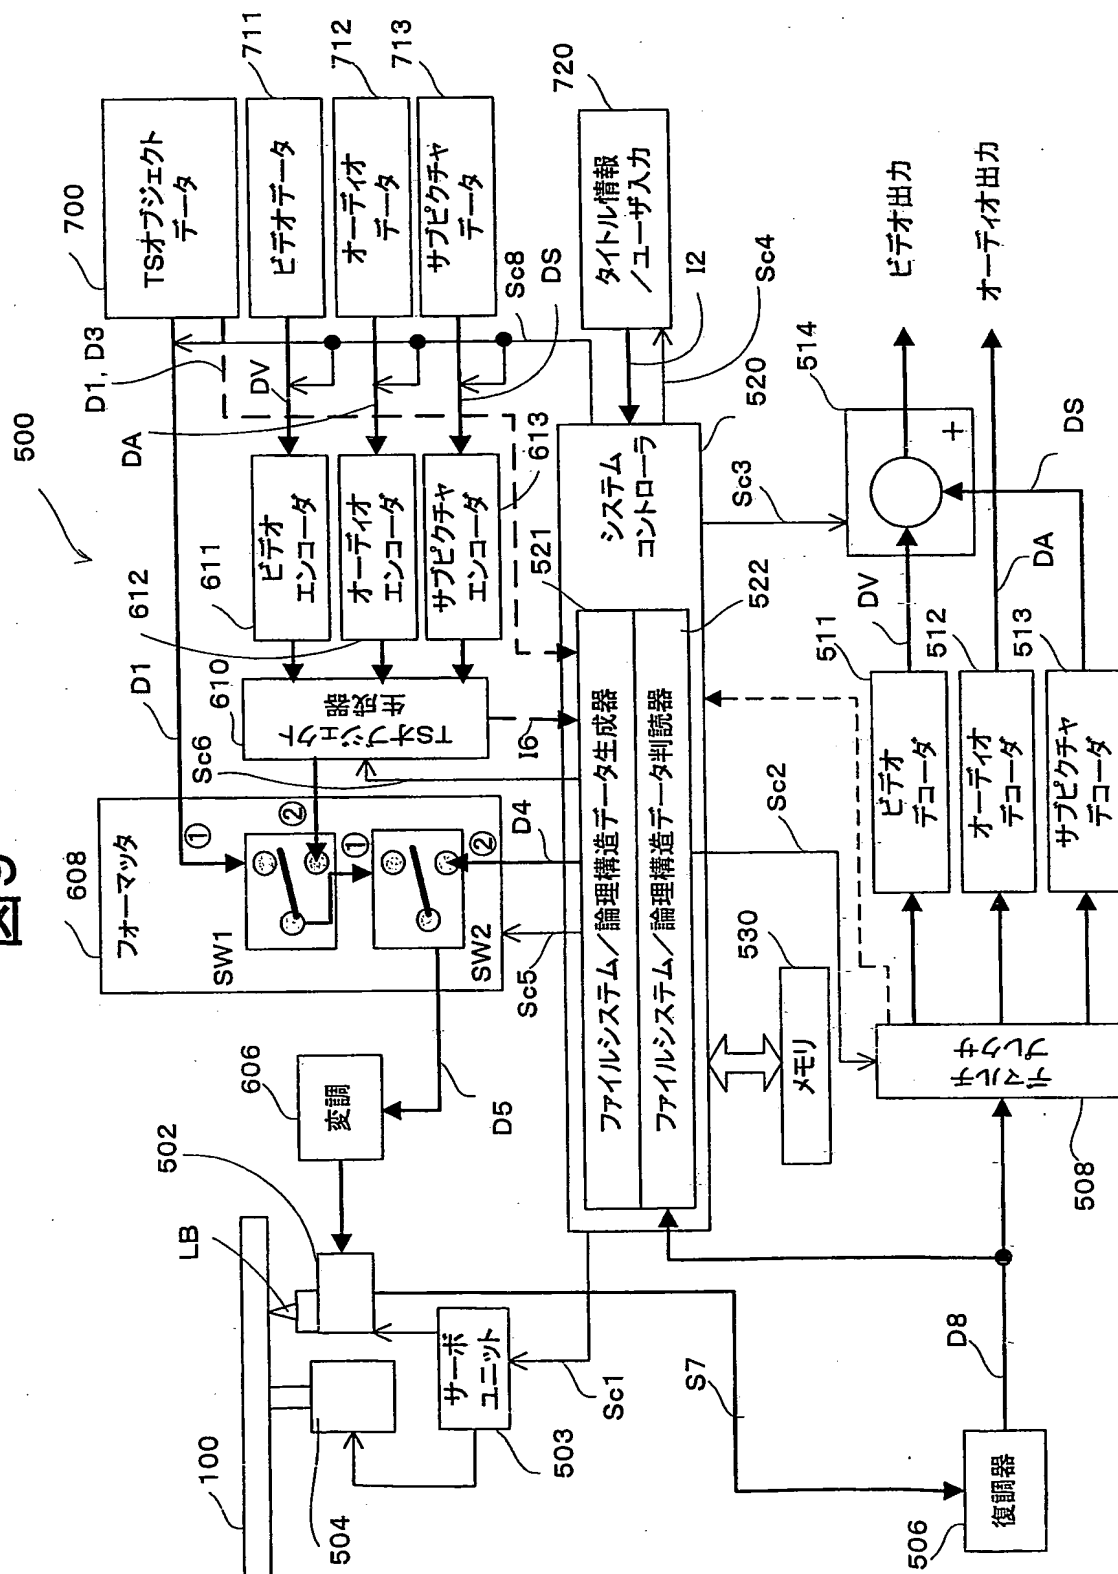 500
608
フォーマッタ
SW1
SW2
①
②
①
②
D1
Sc6
610
TSオブジェクト
生成器
612
611
ビデオ
エンコーダ
オーディオ
エンコーダ
サブピクチャ
エンコーダ
613
DA
DV
D1, D3
700
TSオブジェクト
データ
711
ビデオデータ
712
オーディオ
データ
713
サブピクチャ
データ
Sc8
DS
720
タイトル情報
/ユーザ入力
I2
Sc4
100
LB
502
504
606
変調
D5
サーボ
ユニット
503
Sc1
Sc5
D4
I6
521
システム
コントローラ
520
ファイルシステム/論理構造データ生成器
ファイルシステム/論理構造データ判読器
522
530
メモリ
Sc2
Sc3
S7
506
復調器
D8
508
デマルチ
プレクサ
511
ビデオ
デコーダ
512
オーディオ
デコーダ
513
サブピクチャ
デコーダ
DV
514
+
DA
DS
ビデオ出力
オーディオ出力